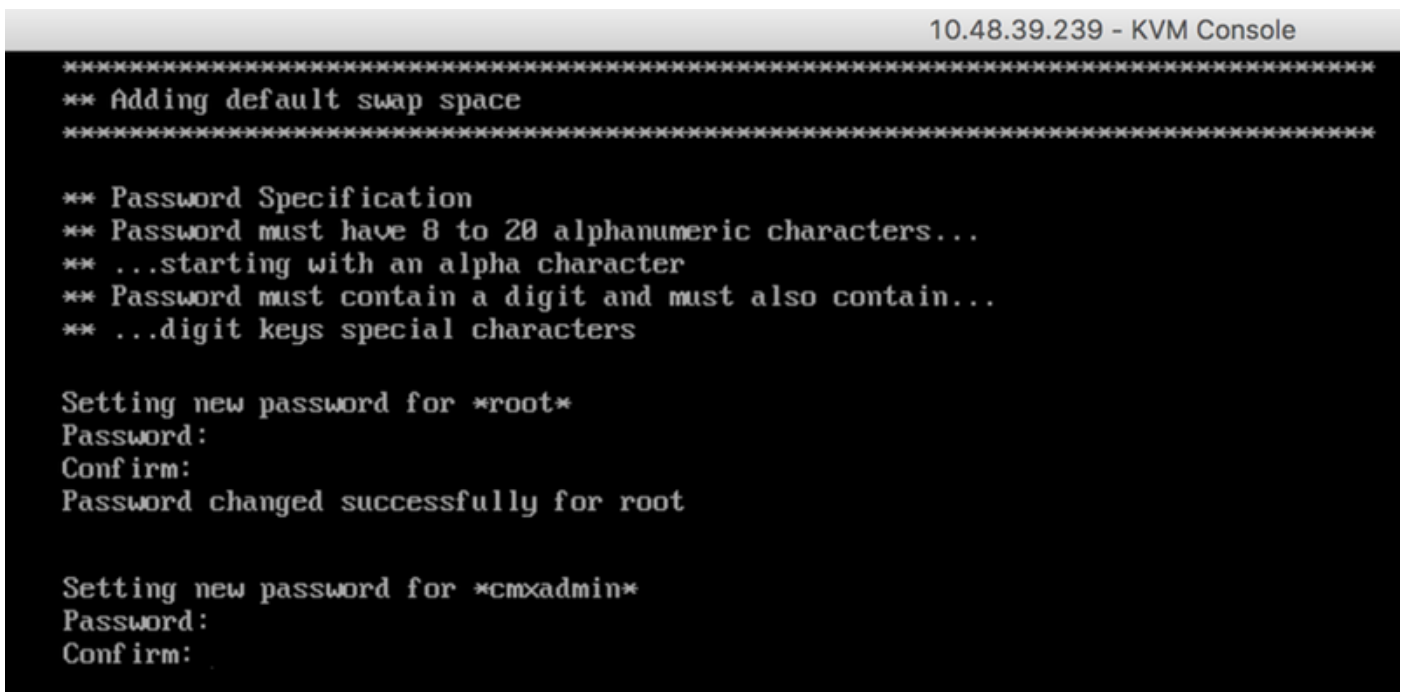 10.48.39.239 - KVM Console
********************************************************************************
** Adding default swap space
********************************************************************************
** Password Specification
** Password must have 8 to 20 alphanumeric characters...
** ...starting with an alpha character
** Password must contain a digit and must also contain...
** ...digit keys special characters
Setting new password for *root*
Password:
Confirm:
Password changed successfully for root
Setting new password for *cmxadmin*
Password:
Confirm: